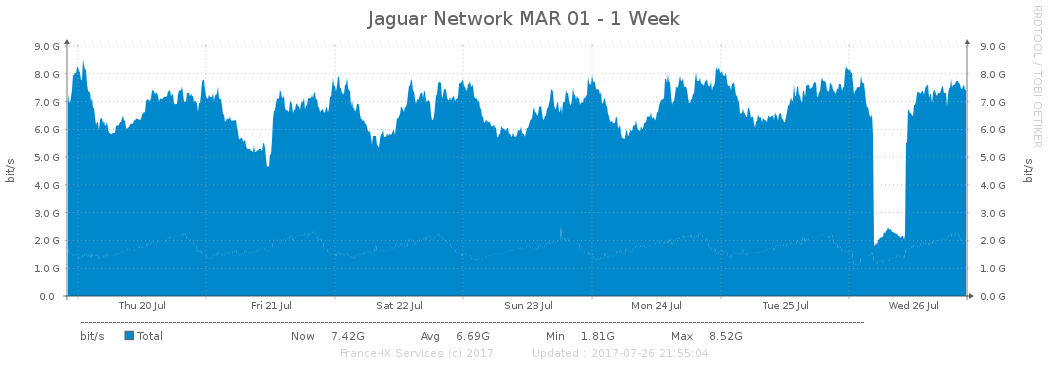 Jaguar Network MAR 01 - 1 Week
RRDTOOL / TOBI OETIKER
bit/s
9.0 G 9.0 G
8.0 G 8.0 G
7.0 G 7.0 G
6.0 G 6.0 G
5.0 G 5.0 G
4.0 G 4.0 G
3.0 G 3.0 G
2.0 G 2.0 G
1.0 G 1.0 G
0.0 0.0 G
bit/s
Thu 20 Jul Fri 21 Jul Sat 22 Jul Sun 23 Jul Mon 24 Jul Tue 25 Jul Wed 26 Jul
bit/s Total Now 7.42G Avg 6.69G Min 1.81G Max 8.52G
France-IX Services (c) 2017 Updated : 2017-07-26 21:55:04